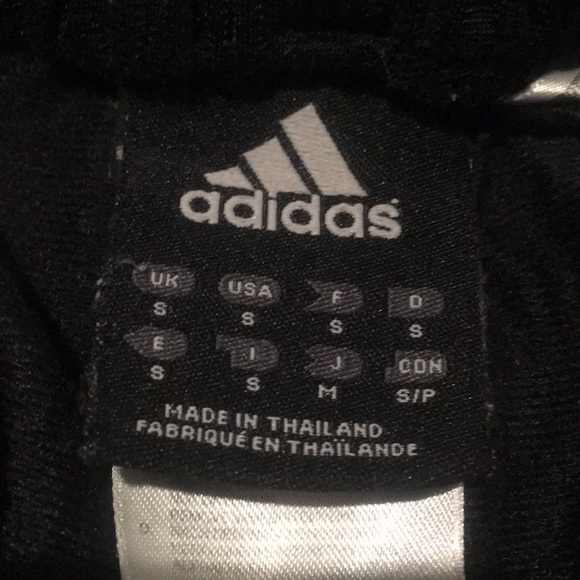 adidas
UK USA F D
S S S S
E I J CDN
S S M S/P
MADE IN THAILAND
FABRIQUÉ EN THAÏLANDE